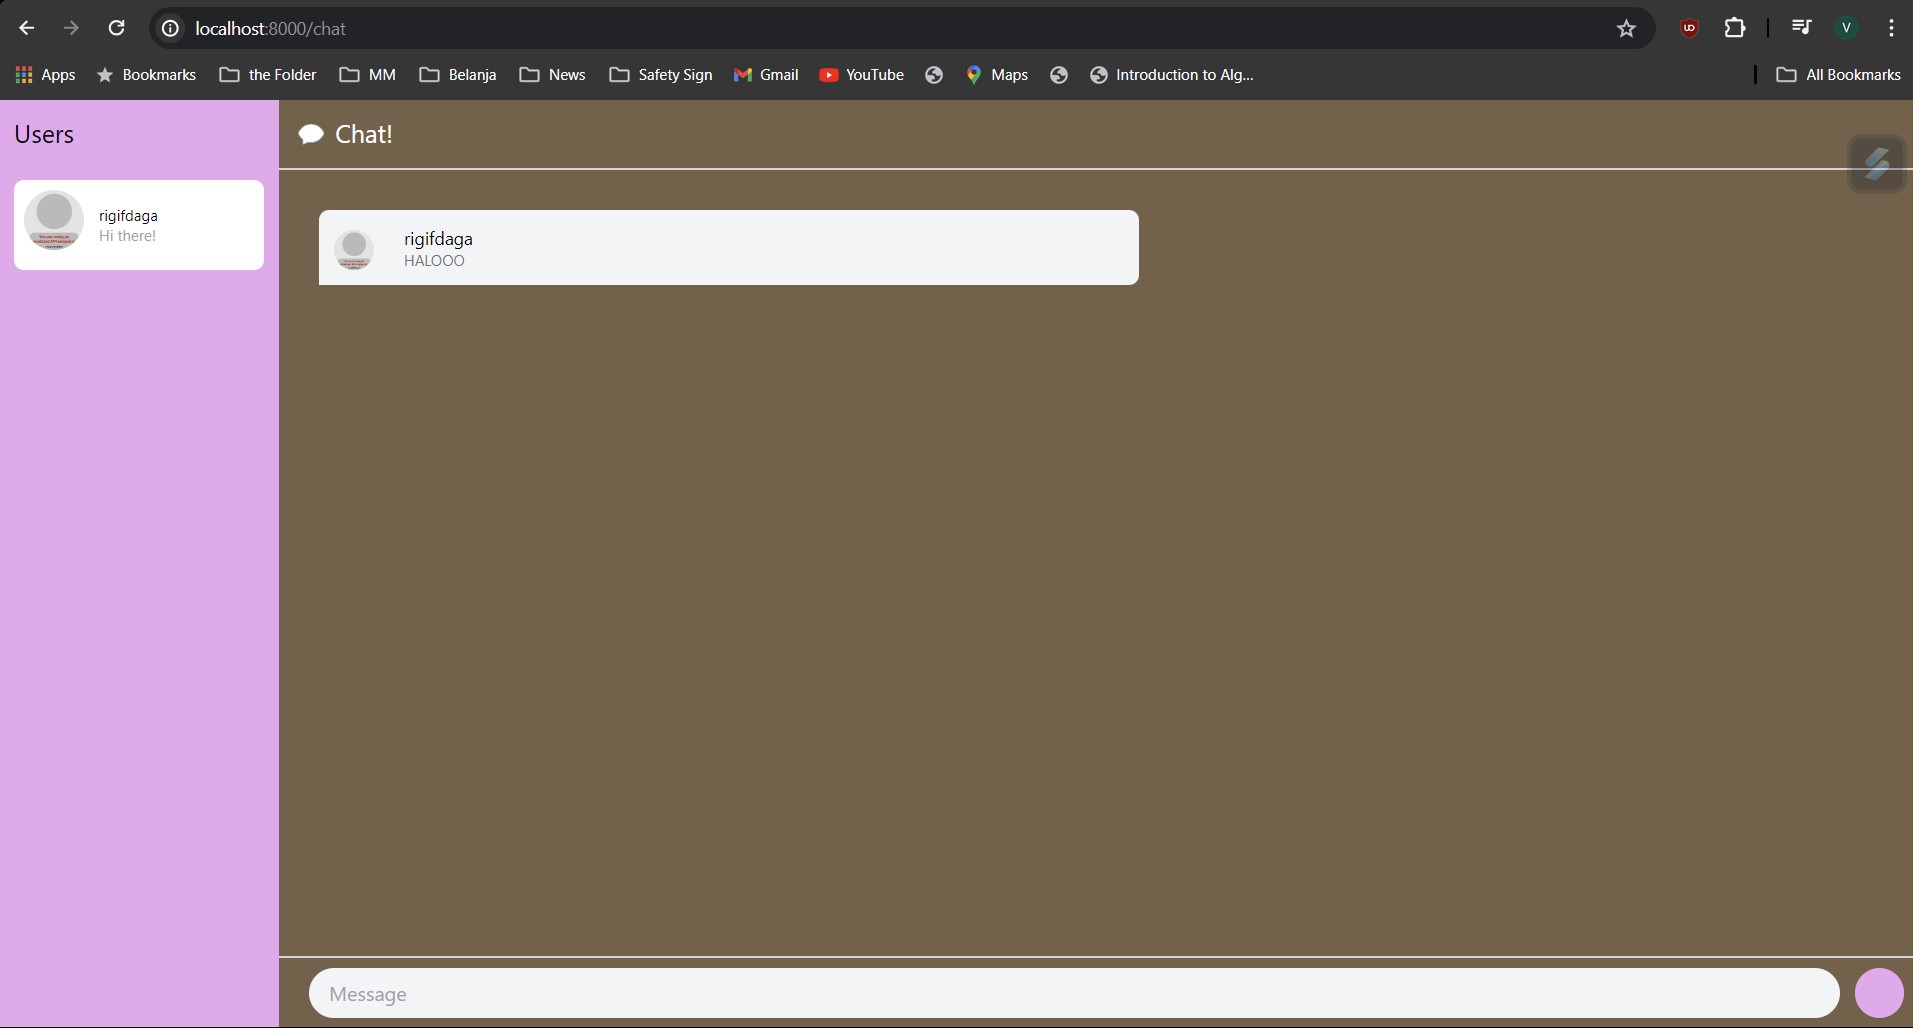 localhost:8000/chat
Apps Bookmarks the Folder MM Belanja News Safety Sign Gmail YouTube Maps Introduction to Alg... All Bookmarks
V
Users
Chat!
rigifdaga
Hi there!
rigifdaga
HALOOO
Message